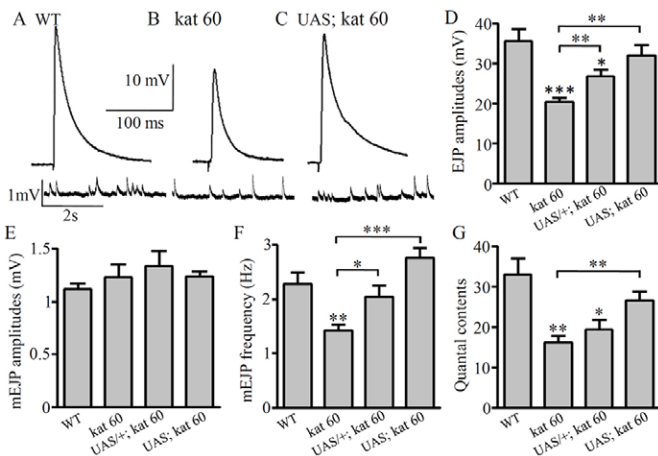 A WT
B kat 60
C UAS; kat 60
10 mV
100 ms
1mV
2s
D
EJP amplitudes (mV)
40
30
20
10
0
***
**
*
**
WT
kat 60
UAS/+; kat 60
UAS; kat 60
E
mEJP amplitudes (mV)
1.5
1
0.5
0
WT
kat 60
UAS/+; kat 60
UAS; kat 60
F
mEJP frequency (Hz)
3
2
1
0
***
*
**
WT
kat 60
UAS/+; kat 60
UAS; kat 60
G
Quantal contents
40
30
20
10
0
**
**
*
WT
kat 60
UAS/+; kat 60
UAS; kat 60